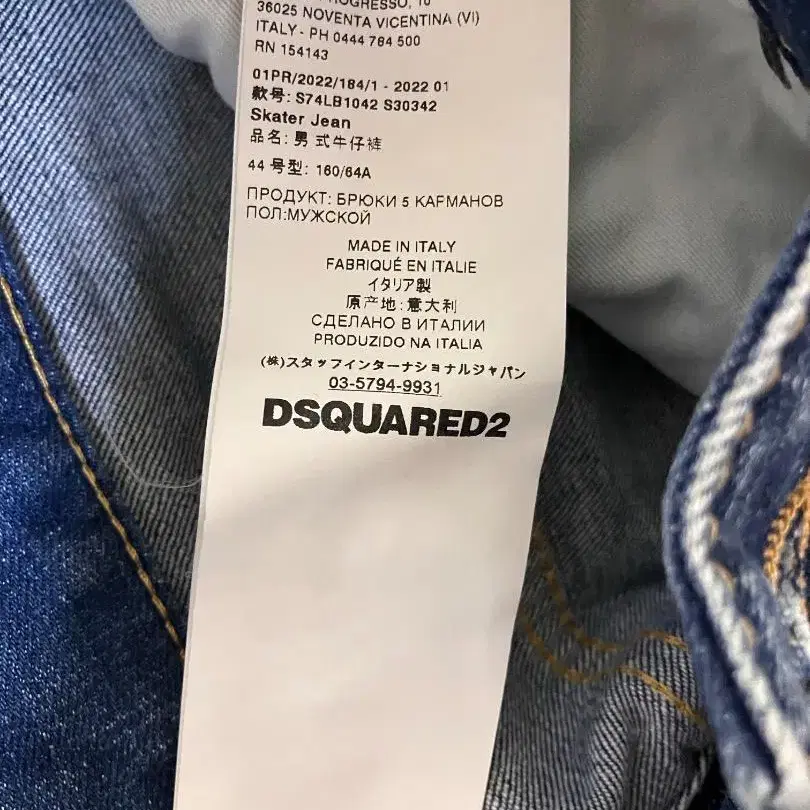 PROGRESSO, 10
36025 NOVENTA VICENTINA (VI)
ITALY - PH 0444 784 500
RN 154143
01PR/2022/184/1 - 2022 01
款号: S74LB1042 S30342
Skater Jean
品名: 男 式牛仔裤
44 号型: 160/64A
ПРОДУКТ: БРЮКИ 5 КАРМАНОВ
ПОЛ:МУЖСКОЙ
MADE IN ITALY
FABRIQUÉ EN ITALIE
イタリア製
原产地: 意大利
СДЕЛАНО В ИТАЛИИ
PRODUZIDO NA ITALIA
(株)スタッフインターナショナルジャパン
03-5794-9931
DSQUARED2